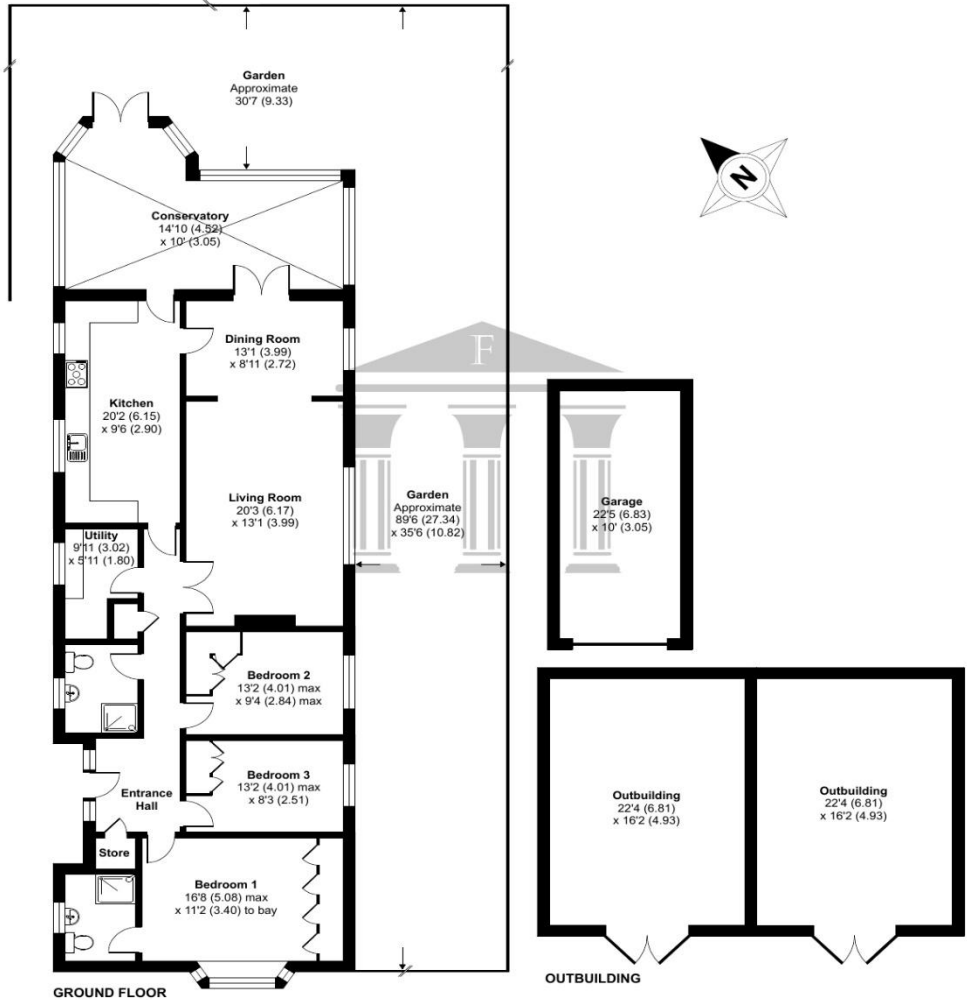 Garden
Approximate
30'7 (9.33)
N
Conservatory
14'10 (4.52)
x 10' (3.05)
Dining Room
13'1 (3.99)
x 8'11 (2.72)
F
Kitchen
20'2 (6.15)
x 9'6 (2.90)
Living Room
20'3 (6.17)
x 13'1 (3.99)
Garden
Approximate
89'6 (27.34)
x 35'6 (10.82)
Garage
22'5 (6.83)
x 10' (3.05)
Utility
9'11 (3.02)
x 5'11 (1.80)
Bedroom 2
13'2 (4.01) max
x 9'4 (2.84) max
Bedroom 3
13'2 (4.01) max
x 8'3 (2.51)
Entrance
Hall
Store
Bedroom 1
16'8 (5.08) max
x 11'2 (3.40) to bay
Outbuilding
22'4 (6.81)
x 16'2 (4.93)
Outbuilding
22'4 (6.81)
x 16'2 (4.93)
GROUND FLOOR
OUTBUILDING